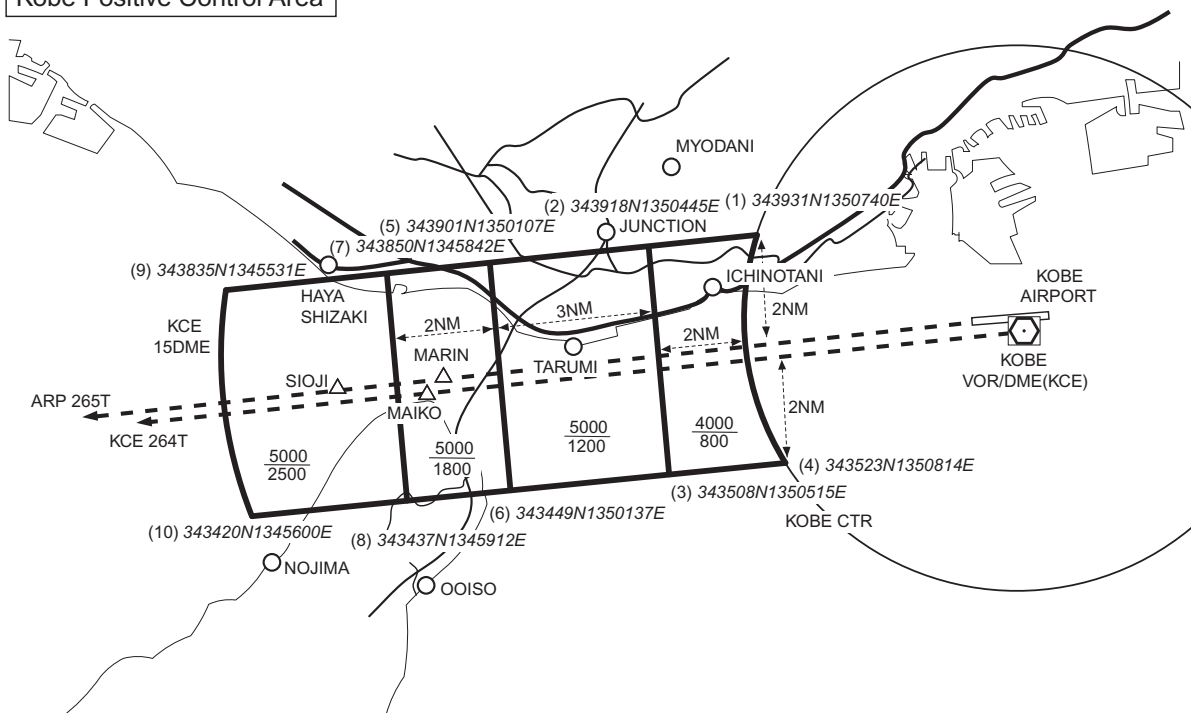 Kobe Positive Control Area
MYODANI
(2) 343918N1350445E
(1) 343931N1350740E
(5) 343901N1350107E
JUNCTION
(7) 343850N1345842E
(9) 343835N1345531E
ICHINOTANI
HAYA
SHIZAKI
KOBE
AIRPORT
KCE
15DME
2NM
3NM
2NM
2NM
MARIN
TARUMI
KOBE
VOR/DME(KCE)
SIOJI
ARP 265T
MAIKO
2NM
KCE 264T
5000
2500
5000
1800
5000
1200
4000
800
(4) 343523N1350814E
(3) 343508N1350515E
(6) 343449N1350137E
KOBE CTR
(10) 343420N1345600E
(8) 343437N1345912E
NOJIMA
OOISO